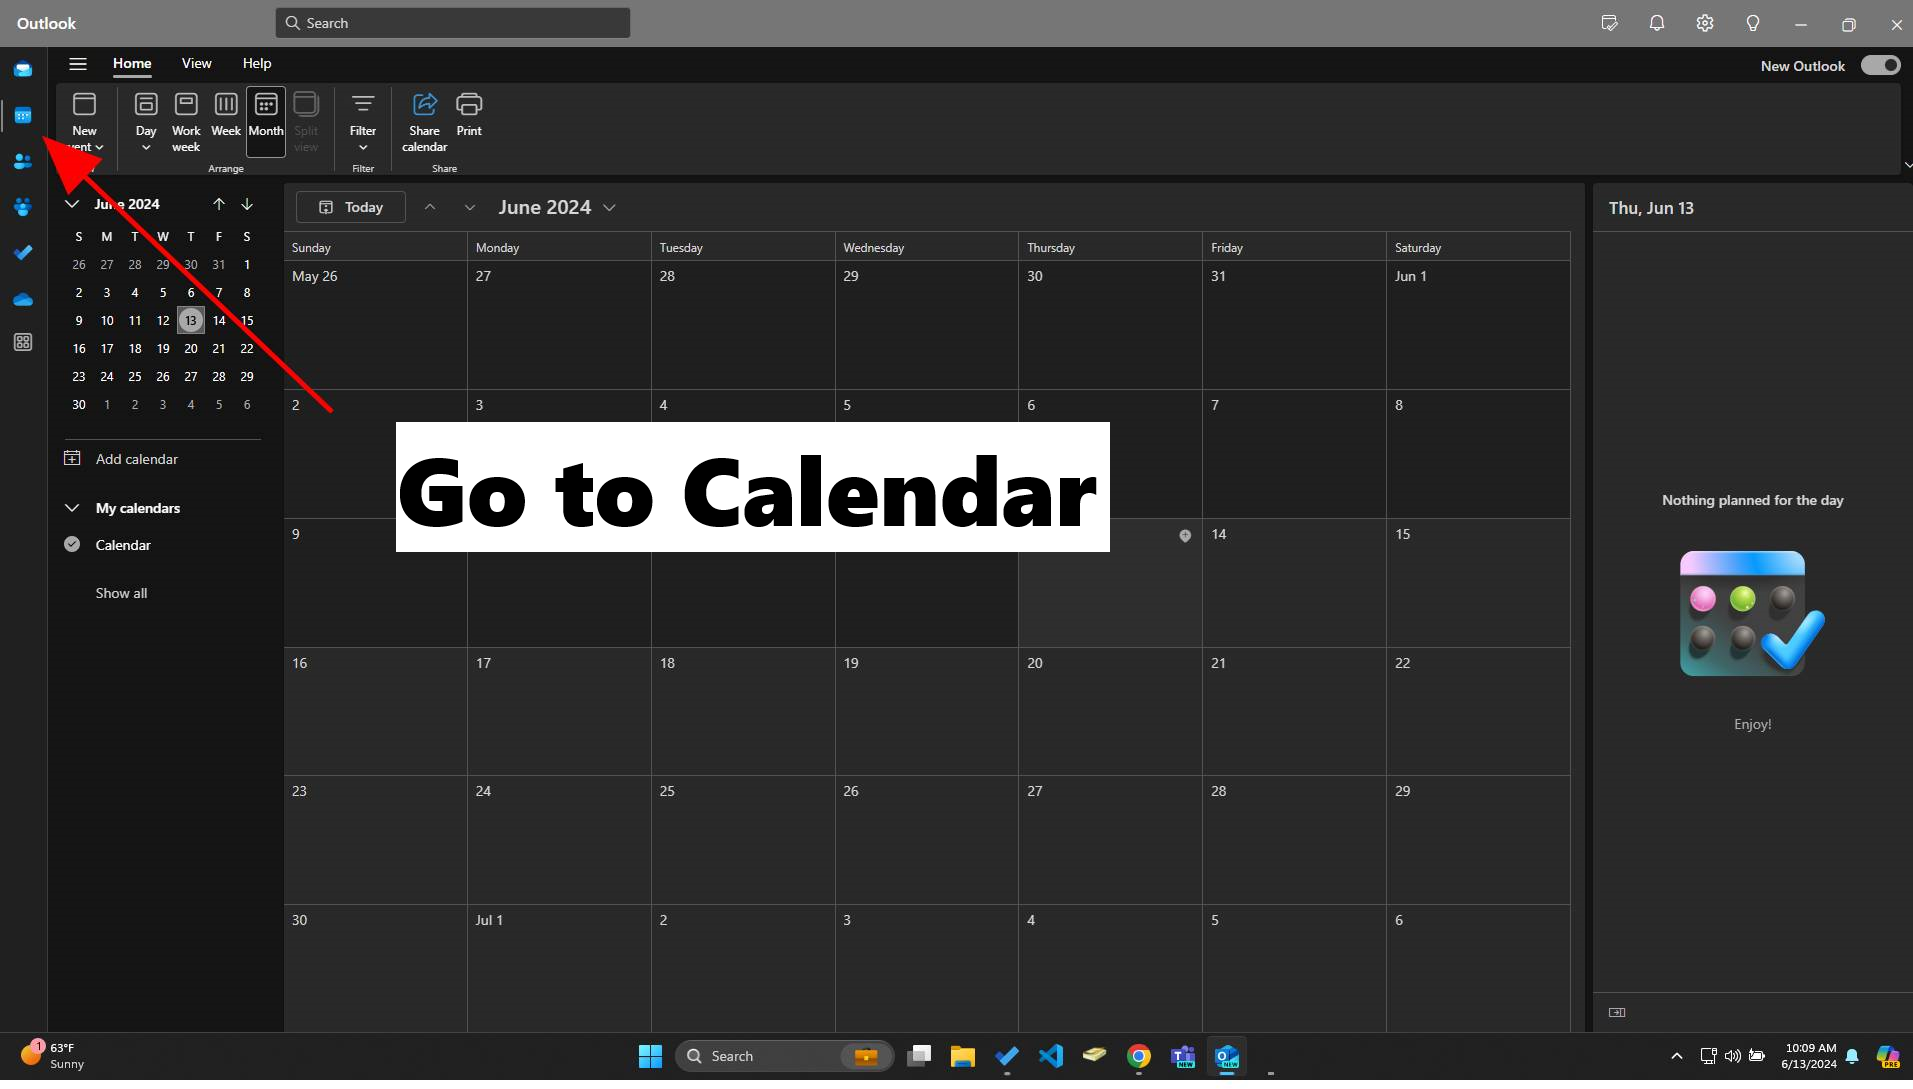 Outlook
Search
Home View Help
New Outlook
New
Day
Work week
Week
Month
Split view
Filter
Share calendar
Print
Arrange
Filter
Share
June 2024
S M T W T F S
26 27 28 29 30 31 1
2 3 4 5 6 7 8
9 10 11 12 13 14 15
16 17 18 19 20 21 22
23 24 25 26 27 28 29
30 1 2 3 4 5 6
Add calendar
My calendars
Calendar
Show all
Today
June 2024
Sunday Monday Tuesday Wednesday Thursday Friday Saturday
May 26 27 28 29 30 31 Jun 1
2 3 4 5 6 7 8
Go to Calendar
9 14 15
16 17 18 19 20 21 22
23 24 25 26 27 28 29
30 Jul 1 2 3 4 5 6
Thu, Jun 13
Nothing planned for the day
Enjoy!
1
63°F
Sunny
Search
NEW
NEW
10:09 AM
6/13/2024
PRE